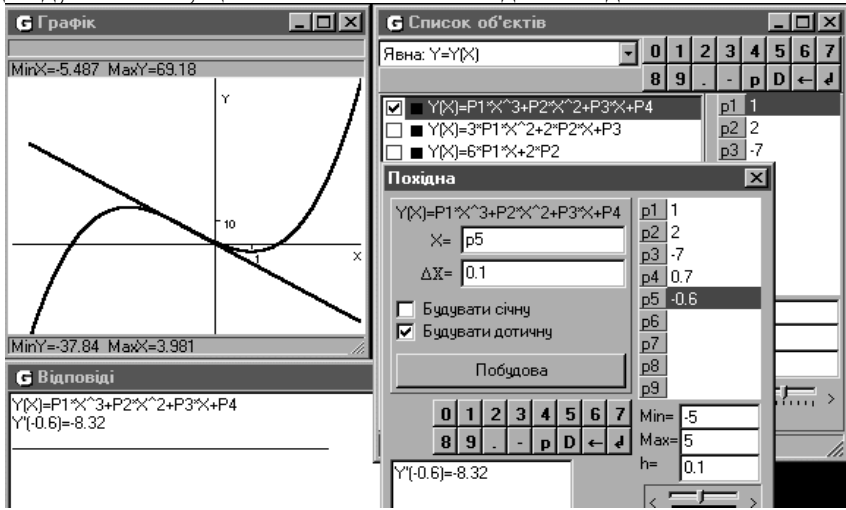 Графік
MinX=-5.487 MaxY=69.18
Y
10
1
X
MinY=-37.84 MaxX=3.981
Відповіді
Y(X)=P1*X^3+P2*X^2+P3*X+P4
Y'(-0.6)=-8.32
Список об'єктів
Явна: Y=Y(X)
0 1 2 3 4 5 6 7
8 9 . - p D ← ↲
Y(X)=P1*X^3+P2*X^2+P3*X+P4
Y(X)=3*P1*X^2+2*P2*X+P3
Y(X)=6*P1*X+2*P2
p1 1
p2 2
p3 -7
Похідна
Y(X)=P1*X^3+P2*X^2+P3*X+P4
X= p5
ΔX= 0.1
Будувати січну
Будувати дотичну
Побудова
p1 1
p2 2
p3 -7
p4 0.7
p5 -0.6
p6
p7
p8
p9
0 1 2 3 4 5 6 7
8 9 . - p D ← ↲
Min= -5
Max= 5
h= 0.1
Y'(-0.6)=-8.32
< >
>